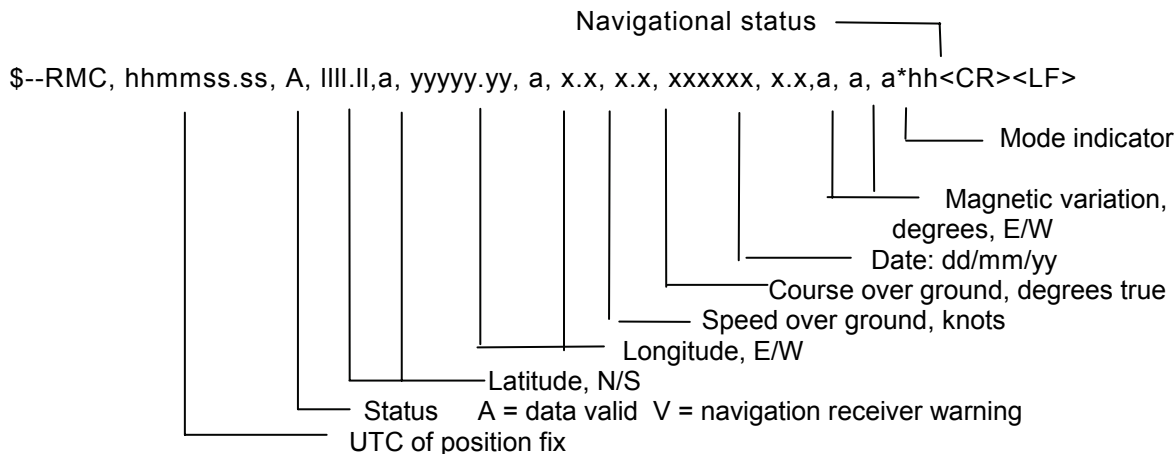 Navigational status
$--RMC, hhmmss.ss, A, llll.ll,a, yyyyy.yy, a, x.x, x.x, xxxxxx, x.x,a, a, a*hh<CR><LF>
Mode indicator
Magnetic variation,
degrees, E/W
Date: dd/mm/yy
Course over ground, degrees true
Speed over ground, knots
Longitude, E/W
Latitude, N/S
Status A = data valid V = navigation receiver warning
UTC of position fix